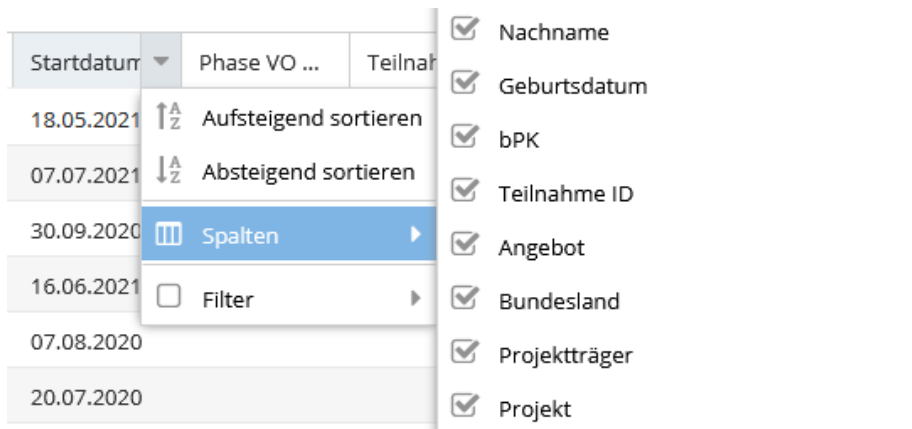 Startdatum
Phase VO ...
Teilnah
18.05.2021
07.07.2021
30.09.2020
16.06.2021
07.08.2020
20.07.2020
Aufsteigend sortieren
Absteigend sortieren
Spalten
Filter
Nachname
Geburtsdatum
bPK
Teilnahme ID
Angebot
Bundesland
Projektträger
Projekt